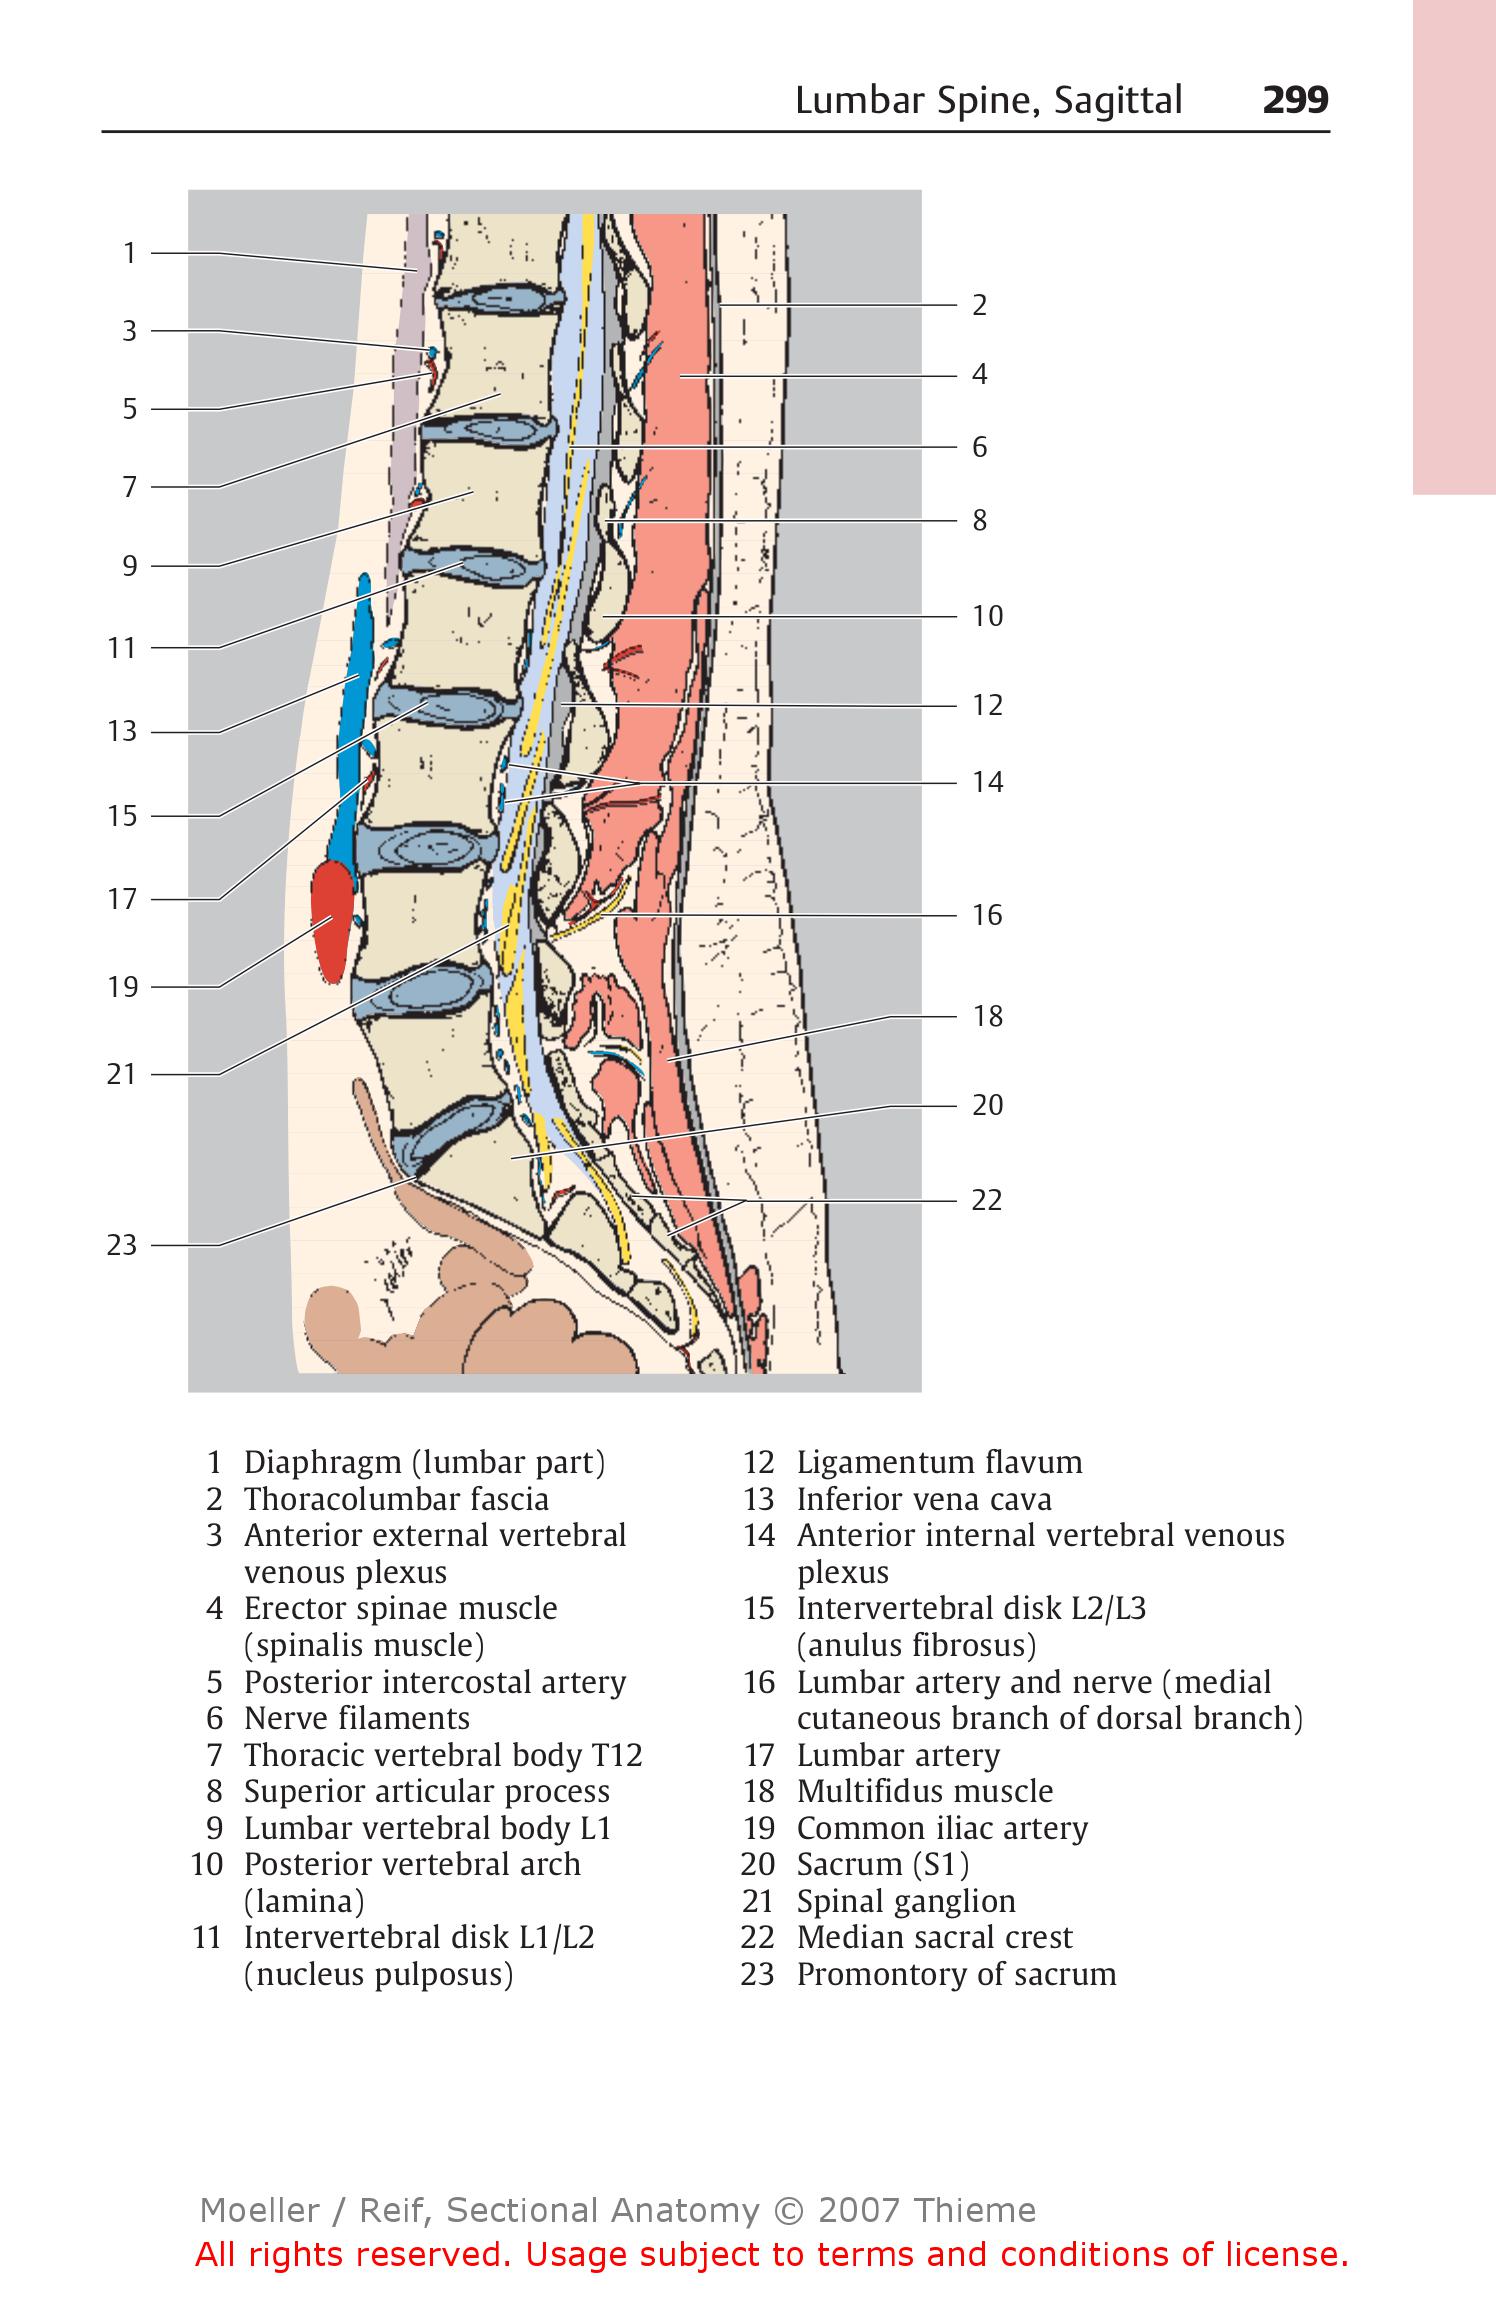 Lumbar Spine, Sagittal 299
1
2
3
4
5
6
7
8
9
10
11
12
13
14
15
16
17
18
19
20
21
22
23
1 Diaphragm (lumbar part)
2 Thoracolumbar fascia
3 Anterior external vertebral
venous plexus
4 Erector spinae muscle
(spinalis muscle)
5 Posterior intercostal artery
6 Nerve filaments
7 Thoracic vertebral body T12
8 Superior articular process
9 Lumbar vertebral body L1
10 Posterior vertebral arch
(lamina)
11 Intervertebral disk L1/L2
(nucleus pulposus)
12 Ligamentum flavum
13 Inferior vena cava
14 Anterior internal vertebral venous
plexus
15 Intervertebral disk L2/L3
(anulus fibrosus)
16 Lumbar artery and nerve (medial
cutaneous branch of dorsal branch)
17 Lumbar artery
18 Multifidus muscle
19 Common iliac artery
20 Sacrum (S1)
21 Spinal ganglion
22 Median sacral crest
23 Promontory of sacrum
Moeller / Reif, Sectional Anatomy © 2007 Thieme
All rights reserved. Usage subject to terms and conditions of license.